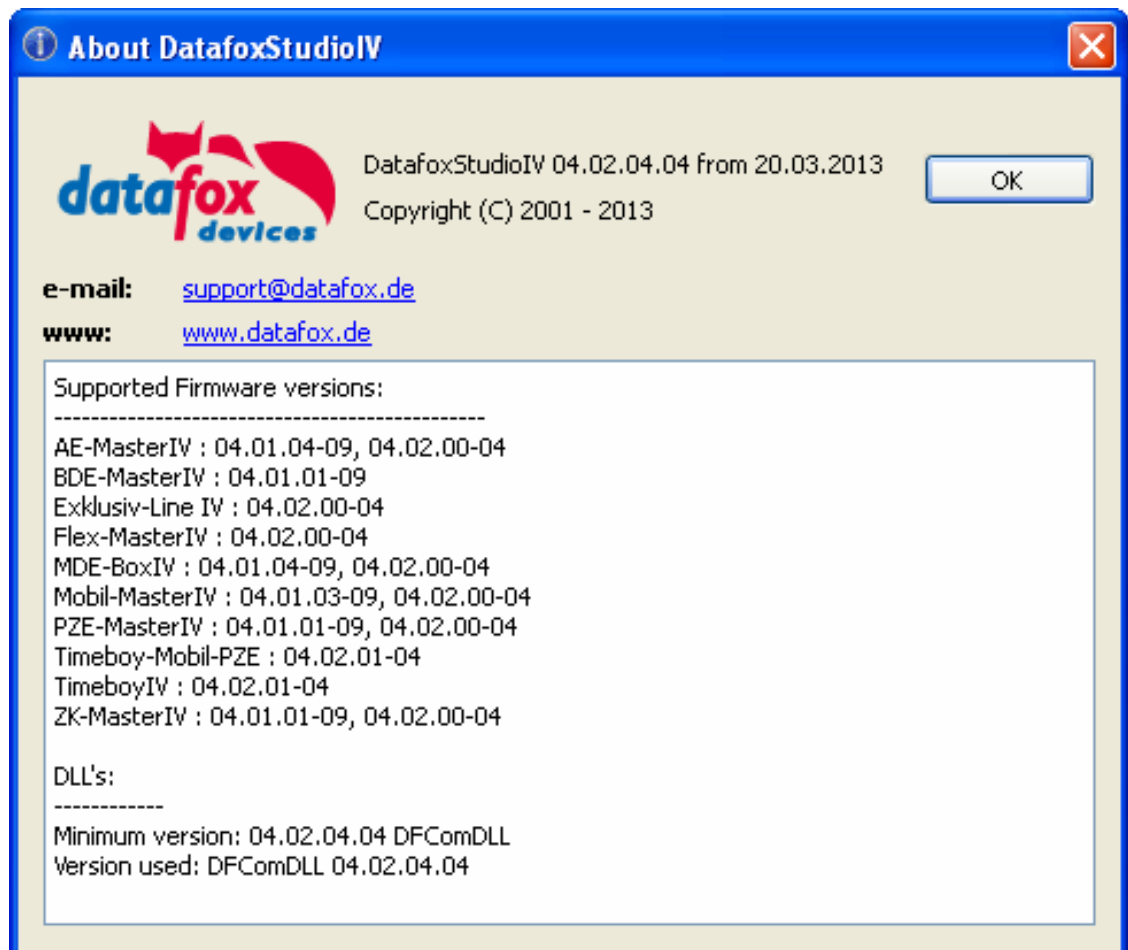 About DatafoxStudioIV
datafox
devices
DatafoxStudioIV 04.02.04.04 from 20.03.2013
Copyright (C) 2001 - 2013
OK
e-mail: support@datafox.de
www: www.datafox.de
Supported Firmware versions:
-----------------------------------------------
AE-MasterIV : 04.01.04-09, 04.02.00-04
BDE-MasterIV : 04.01.01-09
Exklusiv-Line IV : 04.02.00-04
Flex-MasterIV : 04.02.00-04
MDE-BoxIV : 04.01.04-09, 04.02.00-04
Mobil-MasterIV : 04.01.03-09, 04.02.00-04
PZE-MasterIV : 04.01.01-09, 04.02.00-04
Timeboy-Mobil-PZE : 04.02.01-04
TimeboyIV : 04.02.01-04
ZK-MasterIV : 04.01.01-09, 04.02.00-04
DLL's:
------------
Minimum version: 04.02.04.04 DFComDLL
Version used: DFComDLL 04.02.04.04